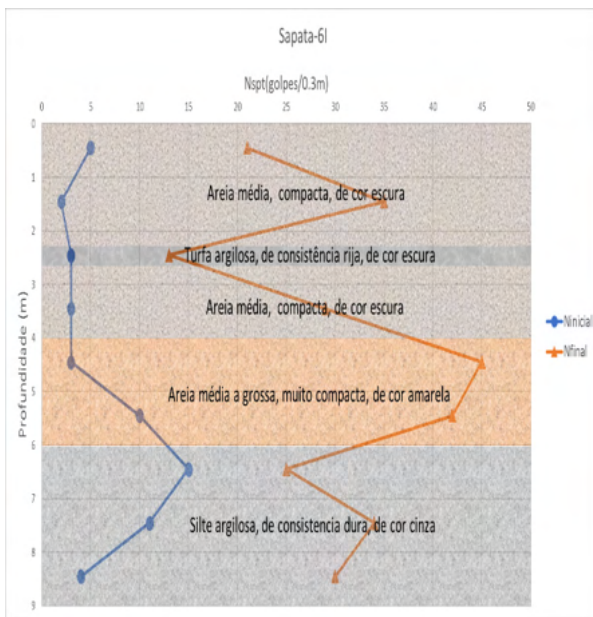 Sapata-6I
Nspt(golpes/0.3m)
0 5 10 15 20 25 30 35 40 45 50
0
1
Areia média, compacta, de cor escura
2
Turfa argilosa, de consistência rija, de cor escura
3
Areia média, compacta, de cor escura
4
Profundidade (m)
Ninicial
Nfinal
5
Areia média a grossa, muito compacta, de cor amarela
6
7
Silte argilosa, de consistencia dura, de cor cinza
8
9